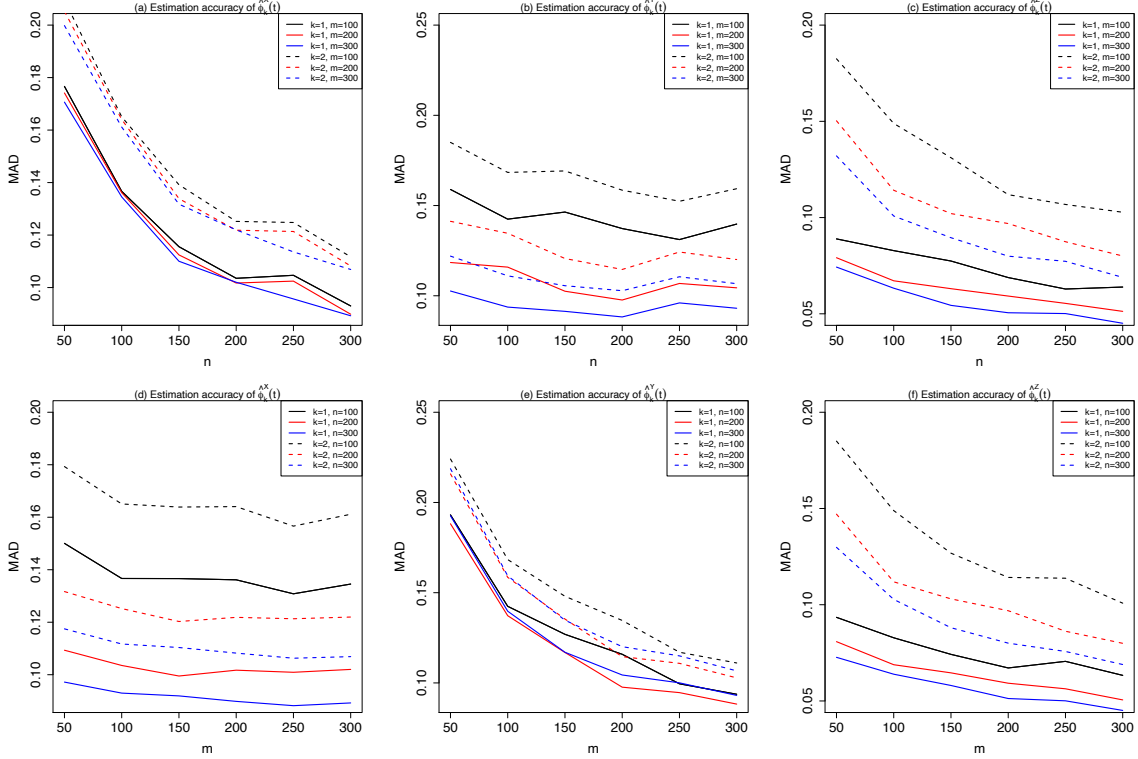 (a) Estimation accuracy of ϕ̂ₖˣ(t)
0.20
0.18
0.16
0.14
0.12
0.10
MAD
50 100 150 200 250 300
n
k=1, m=100
k=1, m=200
k=1, m=300
k=2, m=100
k=2, m=200
k=2, m=300
(b) Estimation accuracy of ϕ̂ₖʸ(t)
0.25
0.20
0.15
0.10
MAD
50 100 150 200 250 300
n
k=1, m=100
k=1, m=200
k=1, m=300
k=2, m=100
k=2, m=200
k=2, m=300
(c) Estimation accuracy of ϕ̂ₖᶻ(t)
0.20
0.15
0.10
0.05
MAD
50 100 150 200 250 300
n
k=1, m=100
k=1, m=200
k=1, m=300
k=2, m=100
k=2, m=200
k=2, m=300
(d) Estimation accuracy of ϕ̂ₖˣ(t)
0.20
0.18
0.16
0.14
0.12
0.10
MAD
50 100 150 200 250 300
m
k=1, n=100
k=1, n=200
k=1, n=300
k=2, n=100
k=2, n=200
k=2, n=300
(e) Estimation accuracy of ϕ̂ₖʸ(t)
0.25
0.20
0.15
0.10
MAD
50 100 150 200 250 300
m
k=1, n=100
k=1, n=200
k=1, n=300
k=2, n=100
k=2, n=200
k=2, n=300
(f) Estimation accuracy of ϕ̂ₖᶻ(t)
0.20
0.15
0.10
0.05
MAD
50 100 150 200 250 300
m
k=1, n=100
k=1, n=200
k=1, n=300
k=2, n=100
k=2, n=200
k=2, n=300